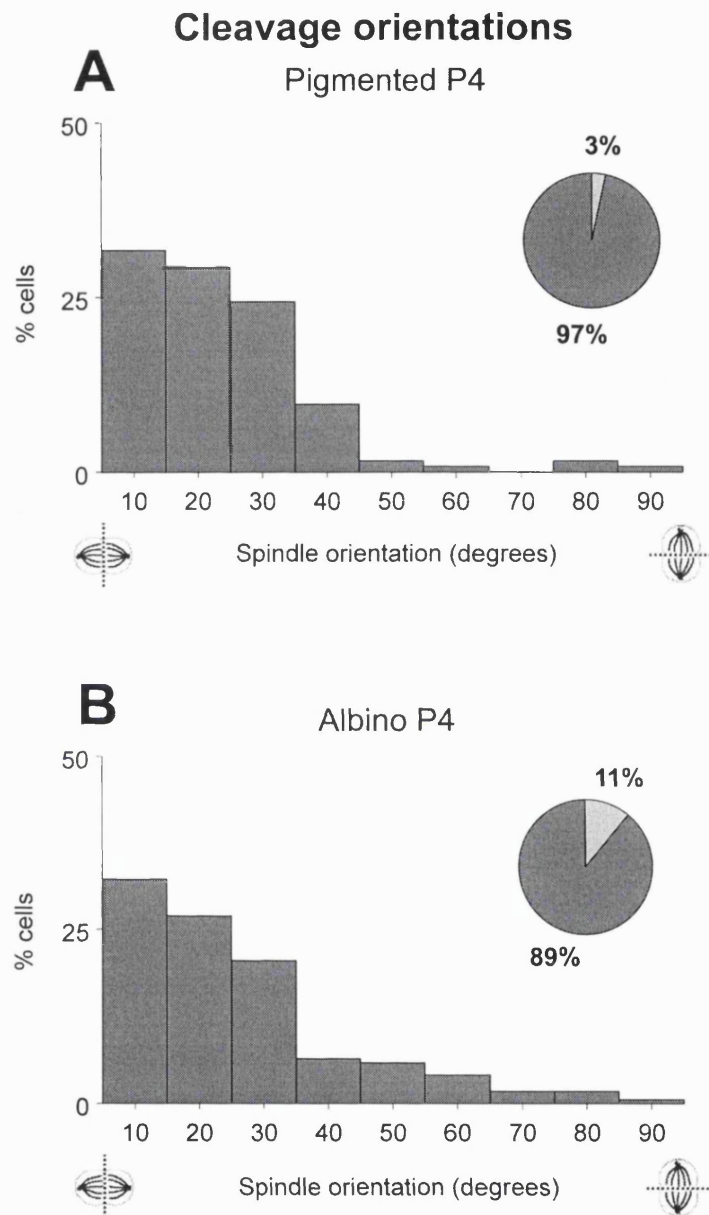 Cleavage orientations
A
Pigmented P4
50
25
0
% cells
3%
97%
10 20 30 40 50 60 70 80 90
Spindle orientation (degrees)
B
Albino P4
50
25
0
% cells
11%
89%
10 20 30 40 50 60 70 80 90
Spindle orientation (degrees)